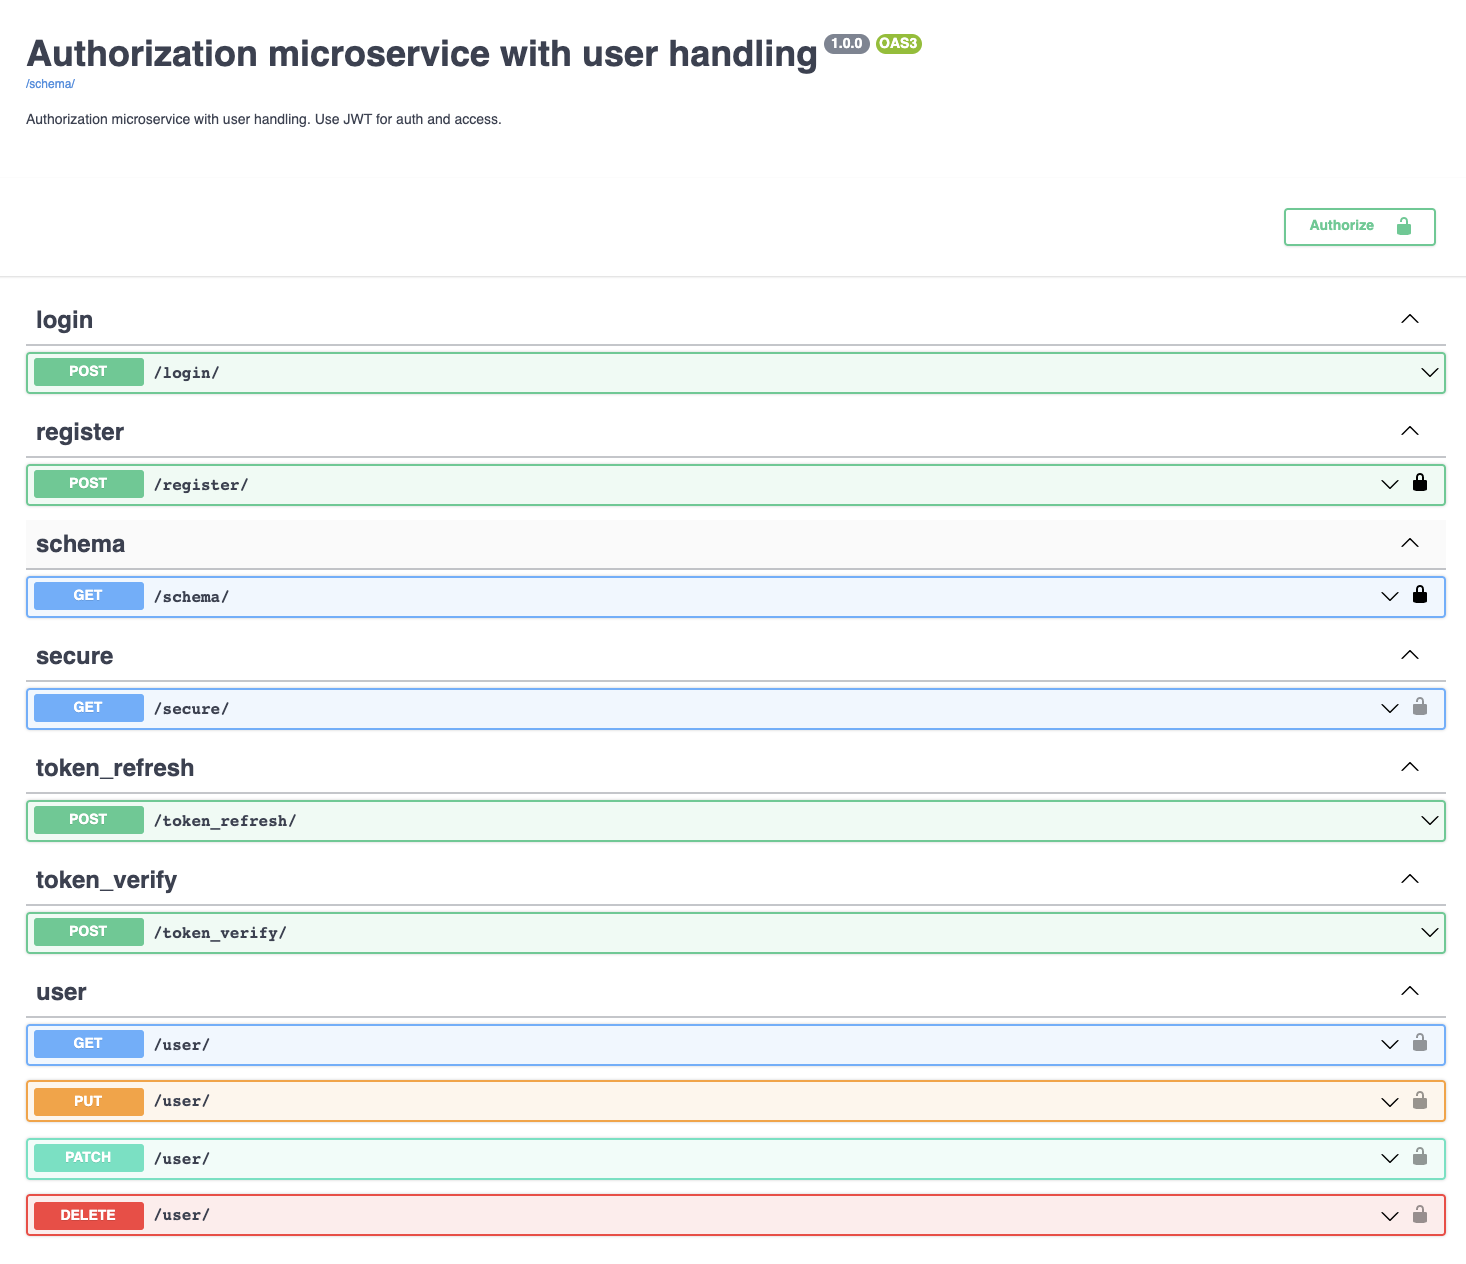 Authorization microservice with user handling 1.0.0 OAS3
/schema/
Authorization microservice with user handling. Use JWT for auth and access.
Authorize
login
POST /login/
register
POST /register/
schema
GET /schema/
secure
GET /secure/
token_refresh
POST /token_refresh/
token_verify
POST /token_verify/
user
GET /user/
PUT /user/
PATCH /user/
DELETE /user/